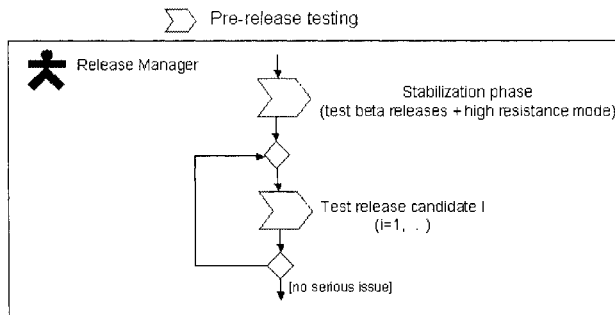 Pre-release testing
Release Manager
Stabilization phase
(test beta releases + high resistance mode)
Test release candidate I
(i=1, . .)
[no serious issue]